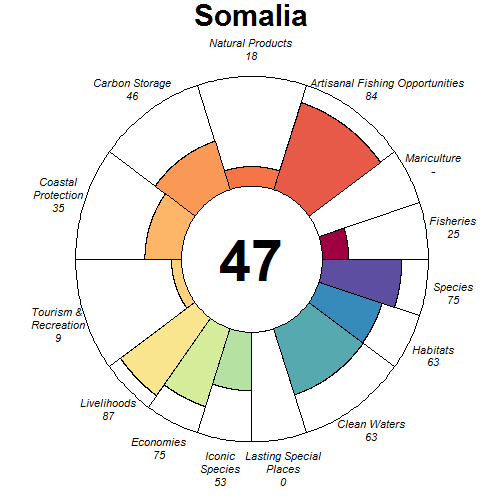 Somalia
Natural Products
18
Carbon Storage
46
Artisanal Fishing Opportunities
84
Mariculture
-
Coastal
Protection
35
Fisheries
25
47
Species
75
Tourism &
Recreation
9
Habitats
63
Livelihoods
87
Clean Waters
63
Economies
75
Iconic
Species
53
Lasting Special
Places
0